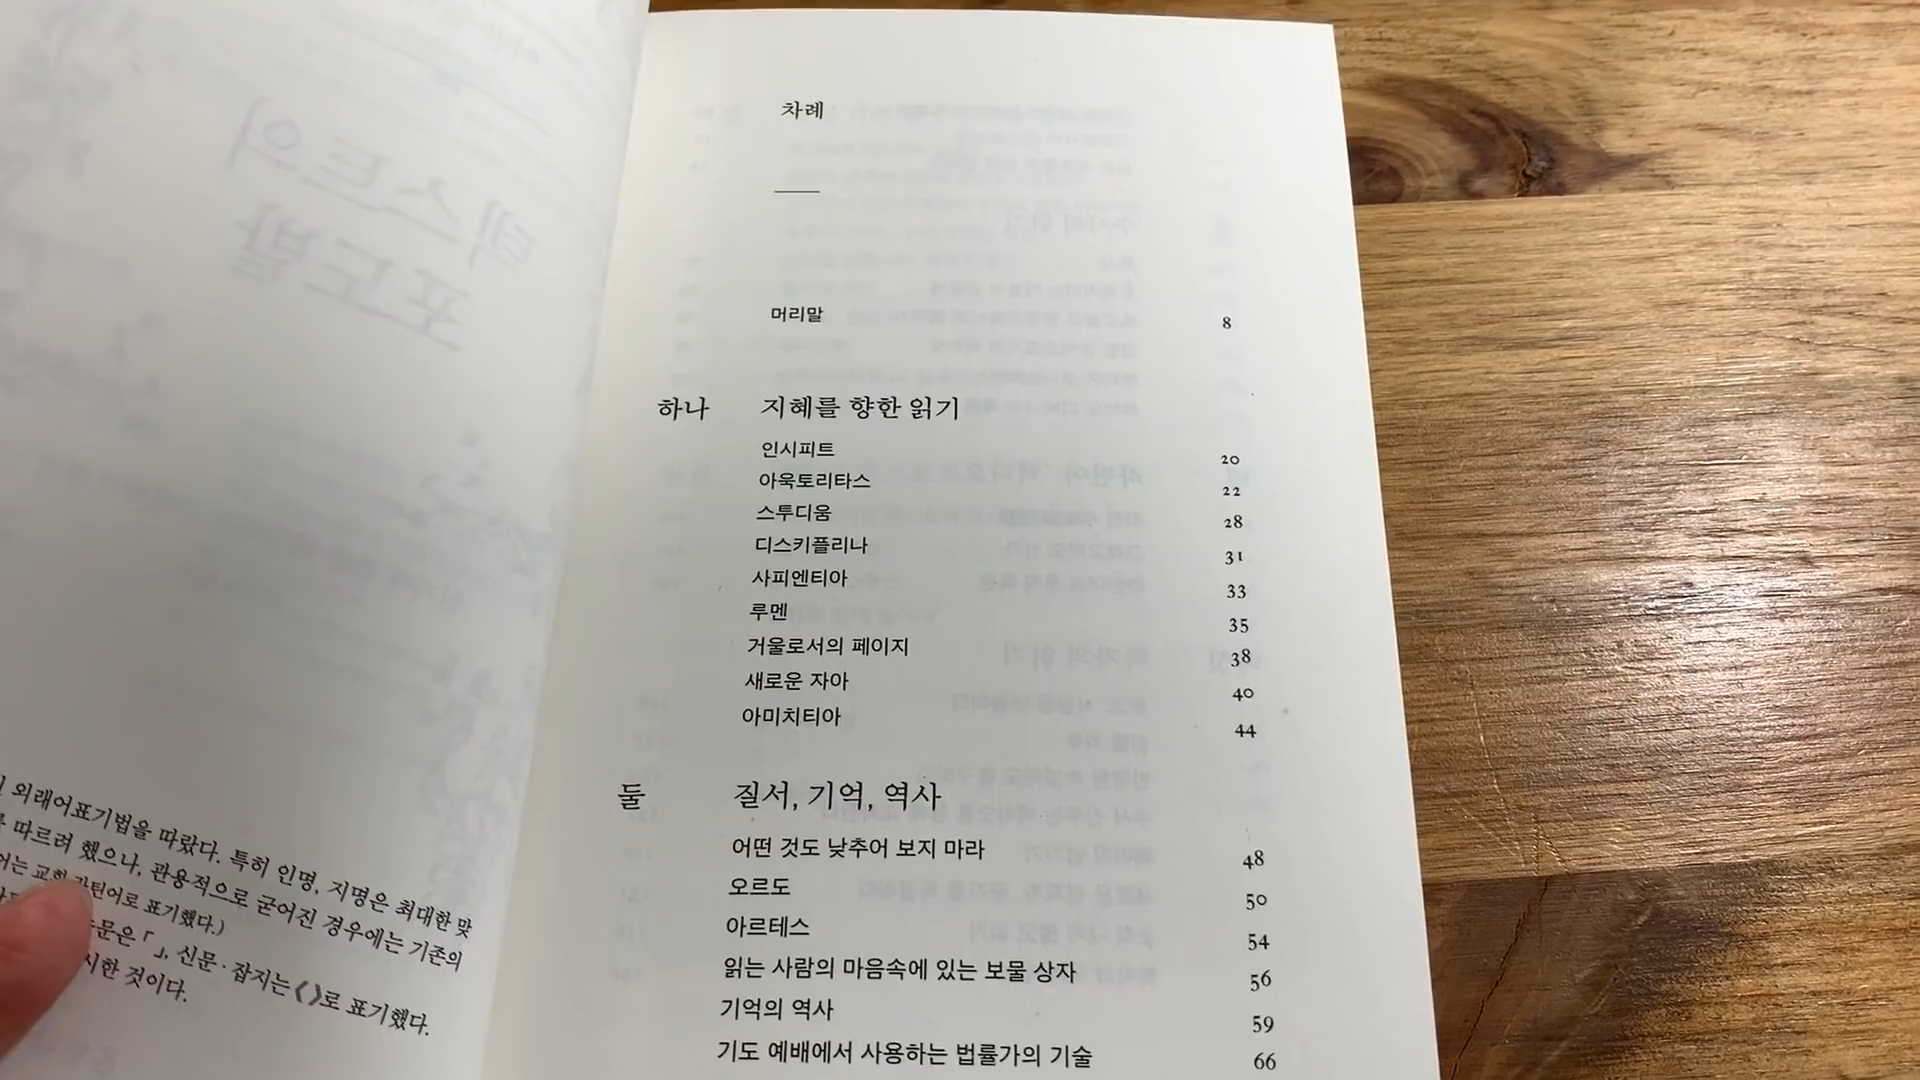 외래어표기법을 따랐다. 특히 인명, 지명은 최대한 맞
따르려 했으나, 관용적으로 굳어진 경우에는 기존의
어는 교회 라틴어로 표기했다.)
문은 「 」, 신문·잡지는 《 》로 표기했다.
시한 것이다.
차례
머리말 8
하나 지혜를 향한 읽기
인시피트 20
아욱토리타스 22
스투디움 28
디스키플리나 31
사피엔티아 33
루멘 35
거울로서의 페이지 38
새로운 자아 40
아미치티아 44
둘 질서, 기억, 역사
어떤 것도 낮추어 보지 마라 48
오르도 50
아르테스 54
읽는 사람의 마음속에 있는 보물 상자 56
기억의 역사 59
기도 예배에서 사용하는 법률가의 기술 66